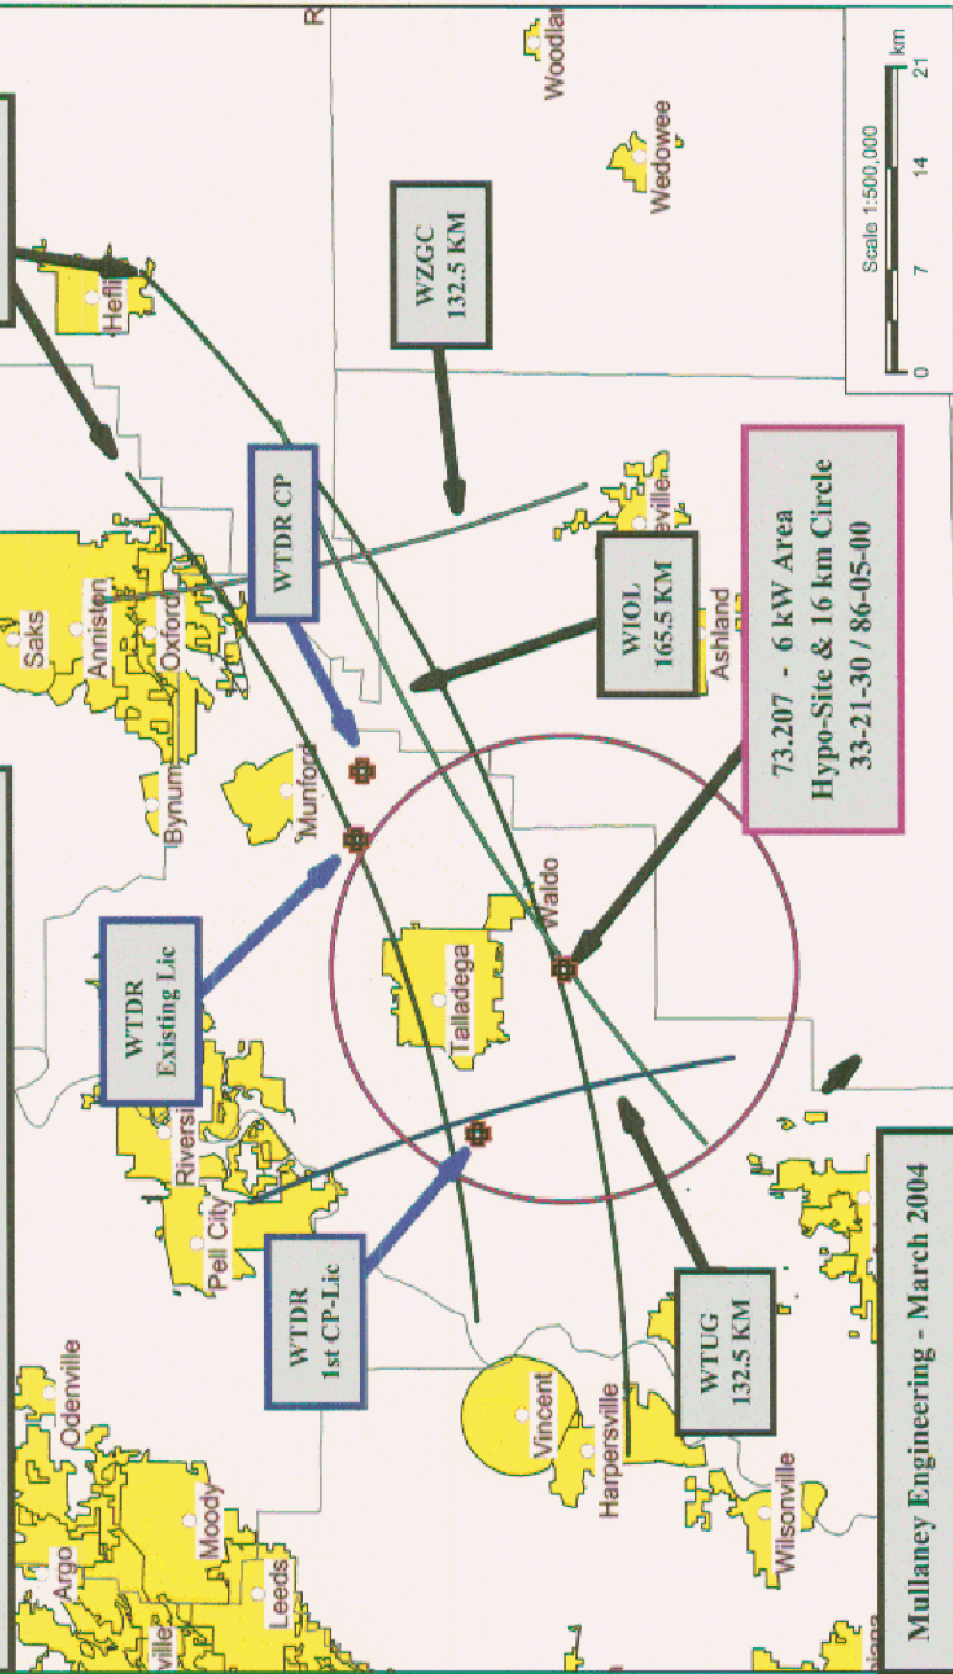 Odenville
Argo
Moody
Leeds
ville
Pell City
Riversi
Bynum
Munford
Saks
Anniston
Oxford
Hefli
R
WTDR
Existing Lic
WTDR
1st CP-Lic
WTDR CP
WZGC
132.5 KM
Talladega
Waldo
Vincent
Harpersville
Wilsonville
WTUG
132.5 KM
WIOL
165.5 KM
eville
Ashland
Woodla
Wedowee
73.207 - 6 kW Area
Hypo-Site & 16 km Circle
33-21-30 / 86-05-00
Scale 1:500,000
0 7 14 21 km
Mullaney Engineering - March 2004